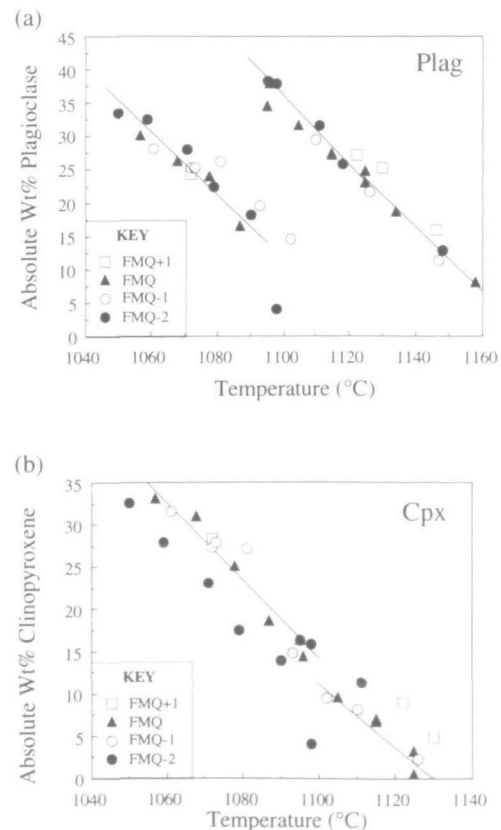 (a)
Plag
Absolute Wt% Plagioclase
45
40
35
30
25
20
15
10
5
0
KEY
FMQ+1
FMQ
FMQ-1
FMQ-2
1040 1060 1080 1100 1120 1140 1160
Temperature (°C)
(b)
Cpx
Absolute Wt% Clinopyroxene
35
30
25
20
15
10
5
0
KEY
FMQ+1
FMQ
FMQ-1
FMQ-2
1040 1060 1080 1100 1120 1140
Temperature (°C)